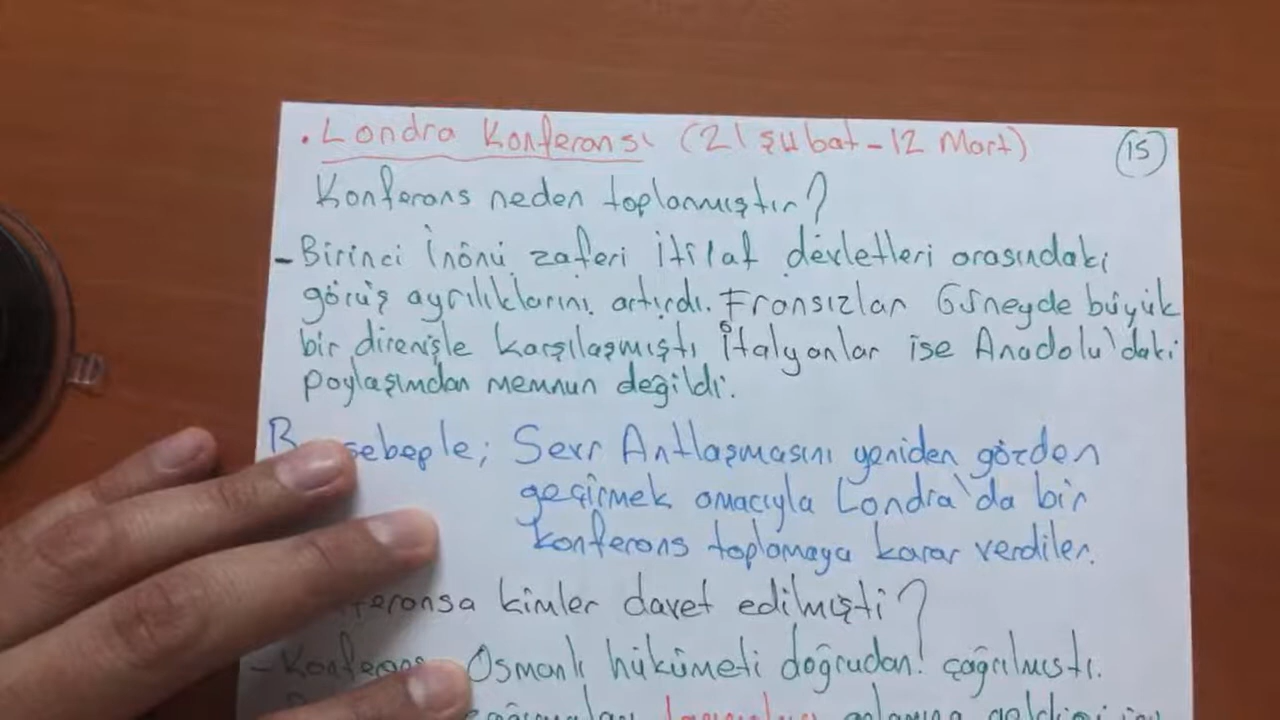 . Londra Konferansı (21 Şubat - 12 Mart) 15
Konferans neden toplanmıştır?
- Birinci İnönü zaferi İtilaf devletleri arasındaki
görüş ayrılıklarını artırdı. Fransızlar Güneyde büyük
bir direnişle karşılaşmıştı İtalyanlar ise Anadolu'daki
paylaşımdan memnun değildi.
sebeple; Sevr Antlaşmasını yeniden gözden
geçirmek amacıyla Londra'da bir
konferans toplamaya karar verdiler.
kimler davet edilmişti?
- Osmanlı hükümeti doğrudan! çağrılmıştı.